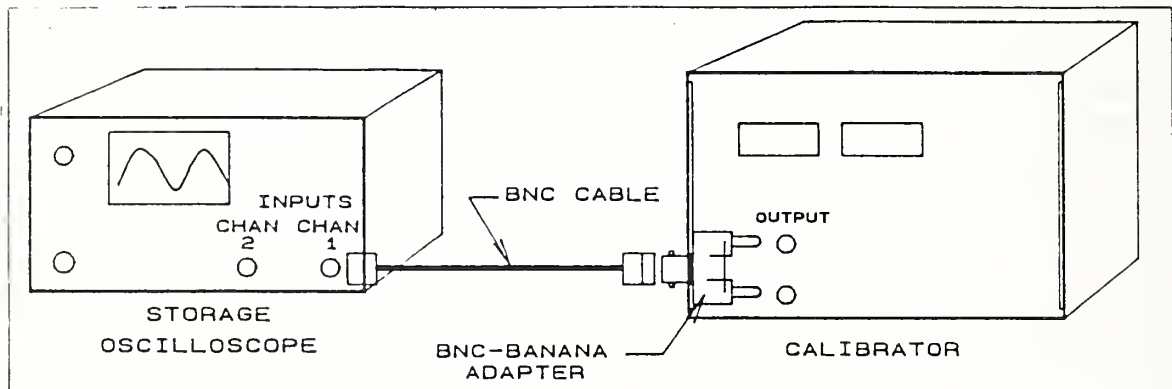 INPUTS
CHAN CHAN
2 1
BNC CABLE
OUTPUT
STORAGE
OSCILLOSCOPE
BNC-BANANA
ADAPTER
CALIBRATOR